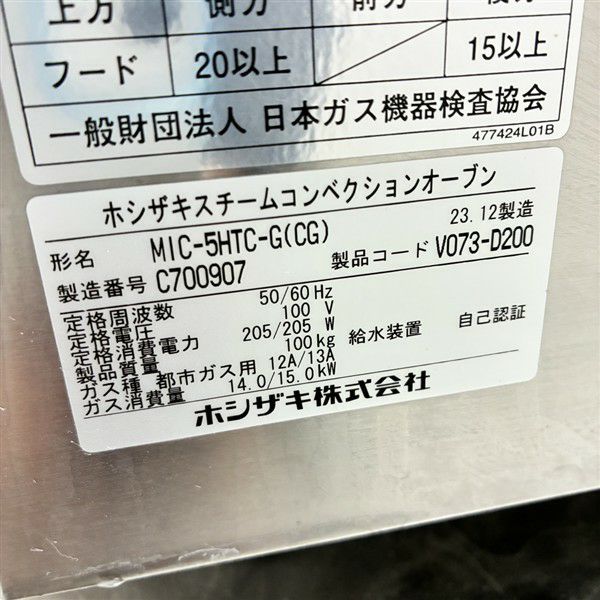 上方 側方 前方 後方
フード 20以上 15以上
一般財団法人 日本ガス機器検査協会
477424L01B
ホシザキスチームコンベクションオーブン
23.12製造
形名 MIC-5HTC-G(CG)
製造番号 C700907 製品コード V073-D200
定格周波数 50/60 Hz
定格電圧 100 V
定格消費電力 205/205 W 給水装置 自己認証
製品質量 100kg
ガス種 都市ガス用 12A/13A
ガス消費量 14.0/15.0kW
ホシザキ株式会社